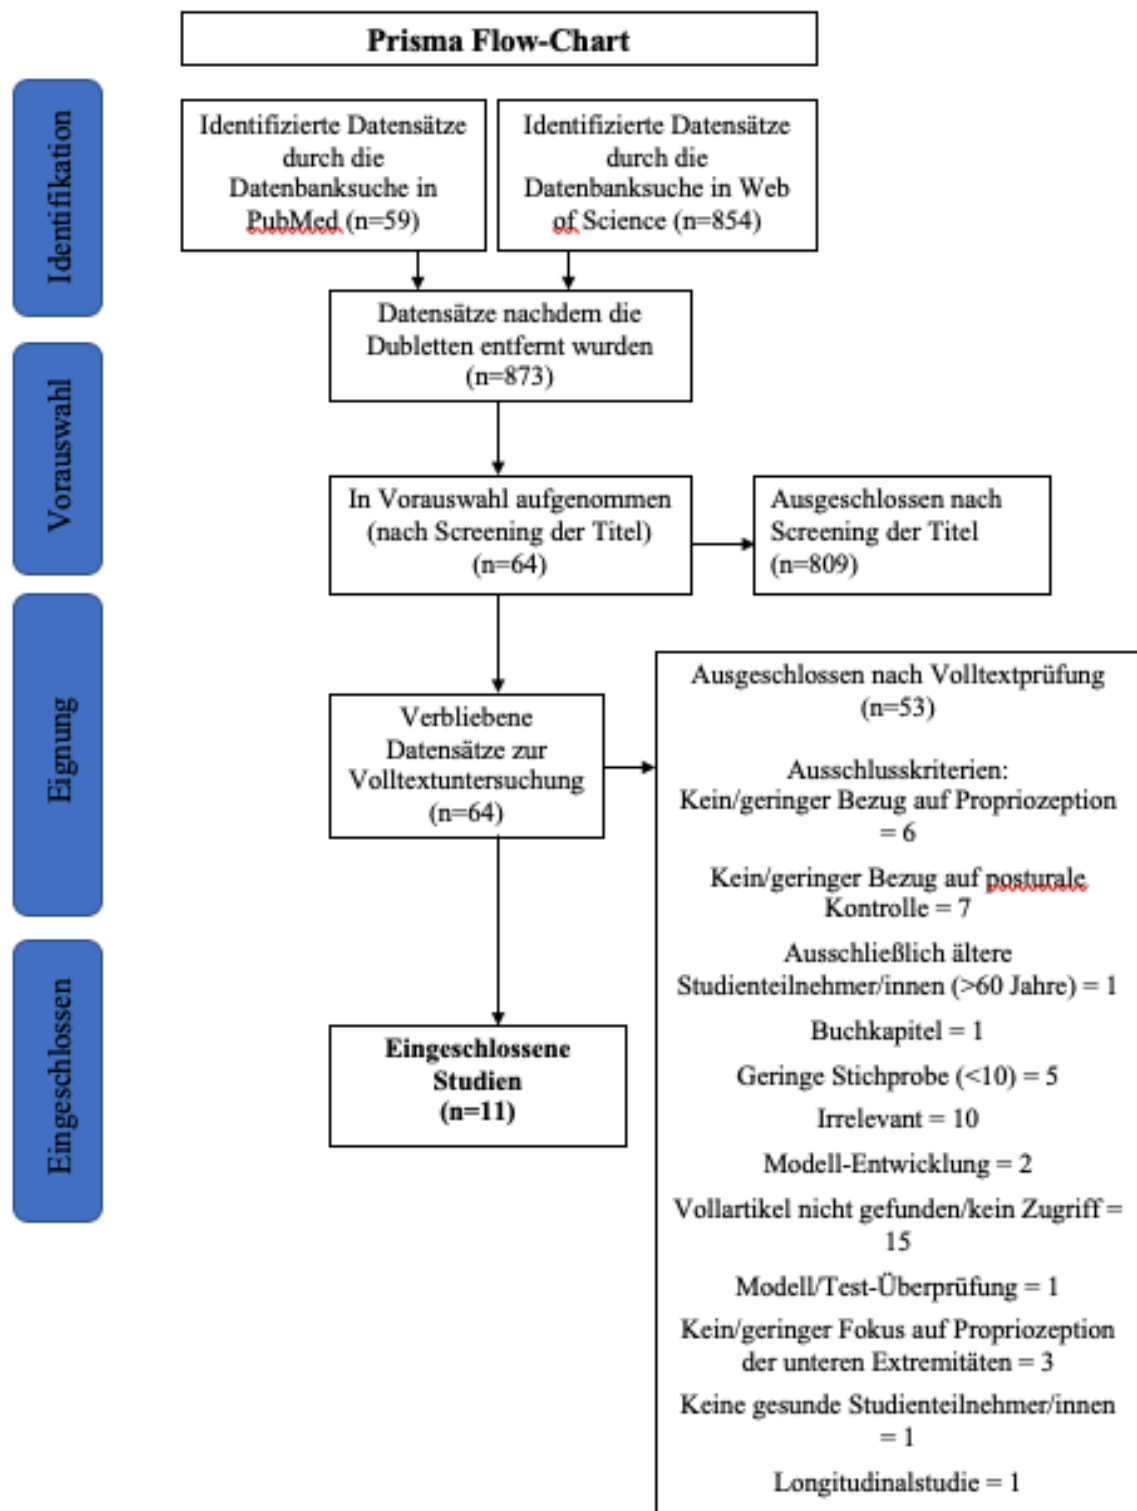 Prisma Flow-Chart
Identifikation
Identifizierte Datensätze
durch die
Datenbanksuche in
PubMed (n=59)
Identifizierte Datensätze
durch die
Datenbanksuche in Web
of Science (n=854)
Datensätze nachdem die
Dubletten entfernt wurden
(n=873)
Vorauswahl
In Vorauswahl aufgenommen
(nach Screening der Titel)
(n=64)
Ausgeschlossen nach
Screening der Titel
(n=809)
Eignung
Verbliebene
Datensätze zur
Volltextuntersuchung
(n=64)
Ausgeschlossen nach Volltextprüfung
(n=53)
Ausschlusskriterien:
Kein/geringer Bezug auf Propriozeption
= 6
Kein/geringer Bezug auf posturale
Kontrolle = 7
Ausschließlich ältere
Studienteilnehmer/innen (>60 Jahre) = 1
Buchkapitel = 1
Geringe Stichprobe (<10) = 5
Irrelevant = 10
Modell-Entwicklung = 2
Vollartikel nicht gefunden/kein Zugriff =
15
Modell/Test-Überprüfung = 1
Kein/geringer Fokus auf Propriozeption
der unteren Extremitäten = 3
Keine gesunde Studienteilnehmer/innen
= 1
Longitudinalstudie = 1
Eingeschlossen
Eingeschlossene
Studien
(n=11)